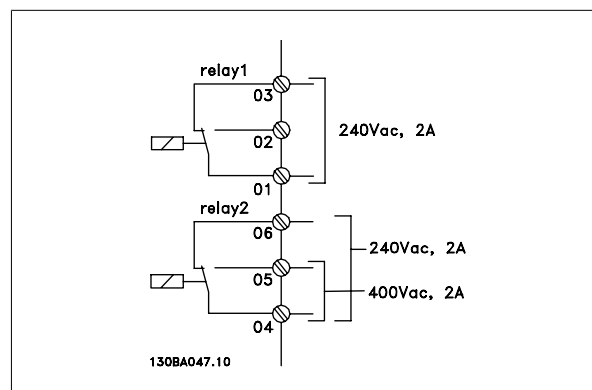 relay1
03
240Vac, 2A
02
01
relay2
06
240Vac, 2A
05
400Vac, 2A
04
130BA047.10